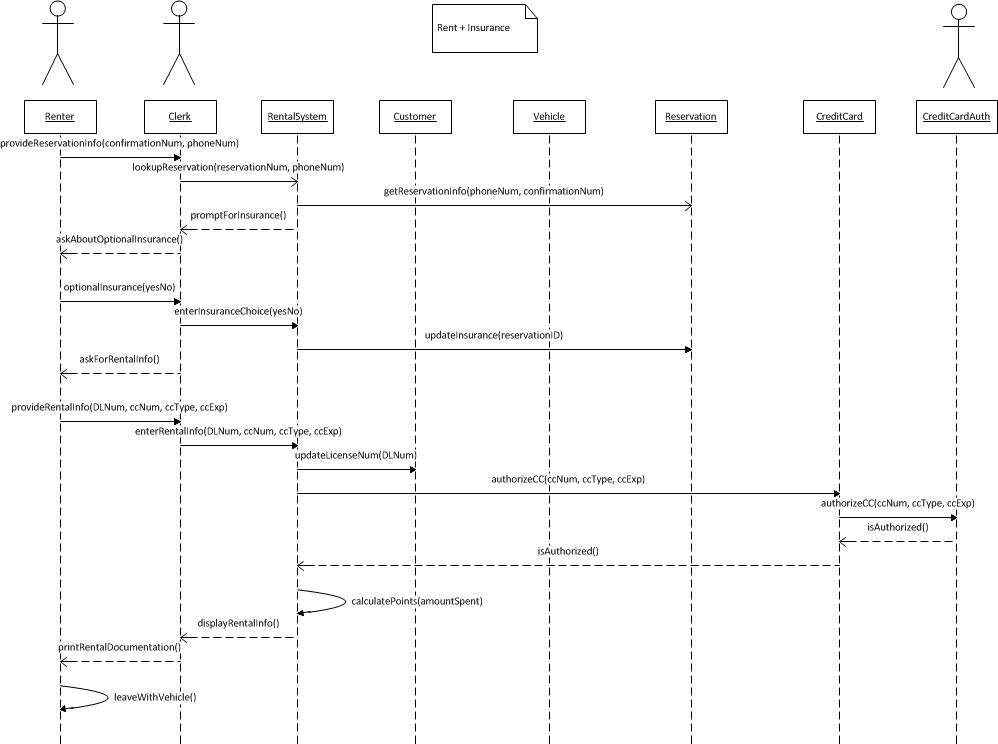 Rent + Insurance
Renter
Clerk
RentalSystem
Customer
Vehicle
Reservation
CreditCard
CreditCardAuth
provideReservationInfo(confirmationNum, phoneNum)
lookupReservation(reservationNum, phoneNum)
getReservationInfo(phoneNum, confirmationNum)
promptForInsurance()
askAboutOptionalInsurance()
optionalInsurance(yesNo)
enterInsuranceChoice(yesNo)
updateInsurance(reservationID)
askForRentalInfo()
provideRentalInfo(DLNum, ccNum, ccType, ccExp)
enterRentalInfo(DLNum, ccNum, ccType, ccExp)
updateLicenseNum(DLNum)
authorizeCC(ccNum, ccType, ccExp)
authorizeCC(ccNum, ccType, ccExp)
isAuthorized()
isAuthorized()
calculatePoints(amountSpent)
displayRentalInfo()
printRentalDocumentation()
leaveWithVehicle()